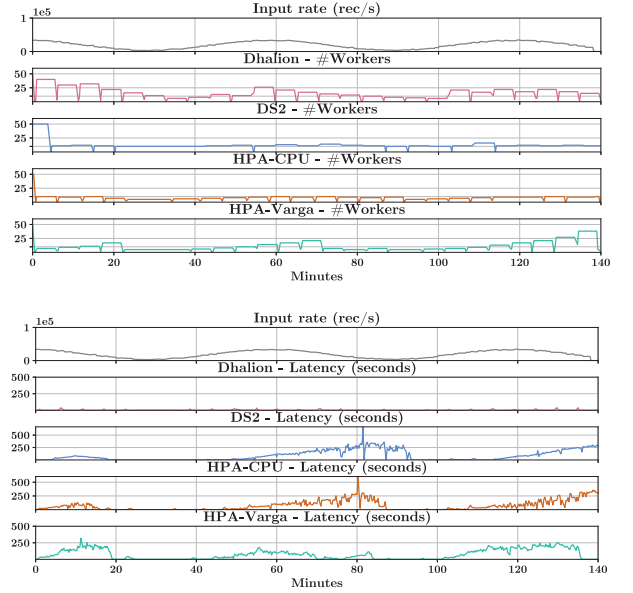 Input rate (rec/s)
1e5
1
0
Dhalion - #Workers
50
25
DS2 - #Workers
50
25
HPA-CPU - #Workers
50
25
HPA-Varga - #Workers
50
25
0 20 40 60 80 100 120 140
Minutes
Input rate (rec/s)
1e5
1
0
Dhalion - Latency (seconds)
500
250
DS2 - Latency (seconds)
500
250
HPA-CPU - Latency (seconds)
500
250
HPA-Varga - Latency (seconds)
500
250
0 20 40 60 80 100 120 140
Minutes